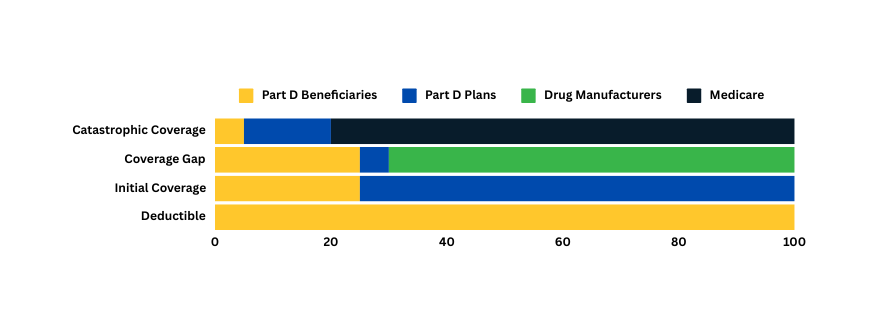 Part D Beneficiaries Part D Plans Drug Manufacturers Medicare
Catastrophic Coverage
Coverage Gap
Initial Coverage
Deductible
0 20 40 60 80 100